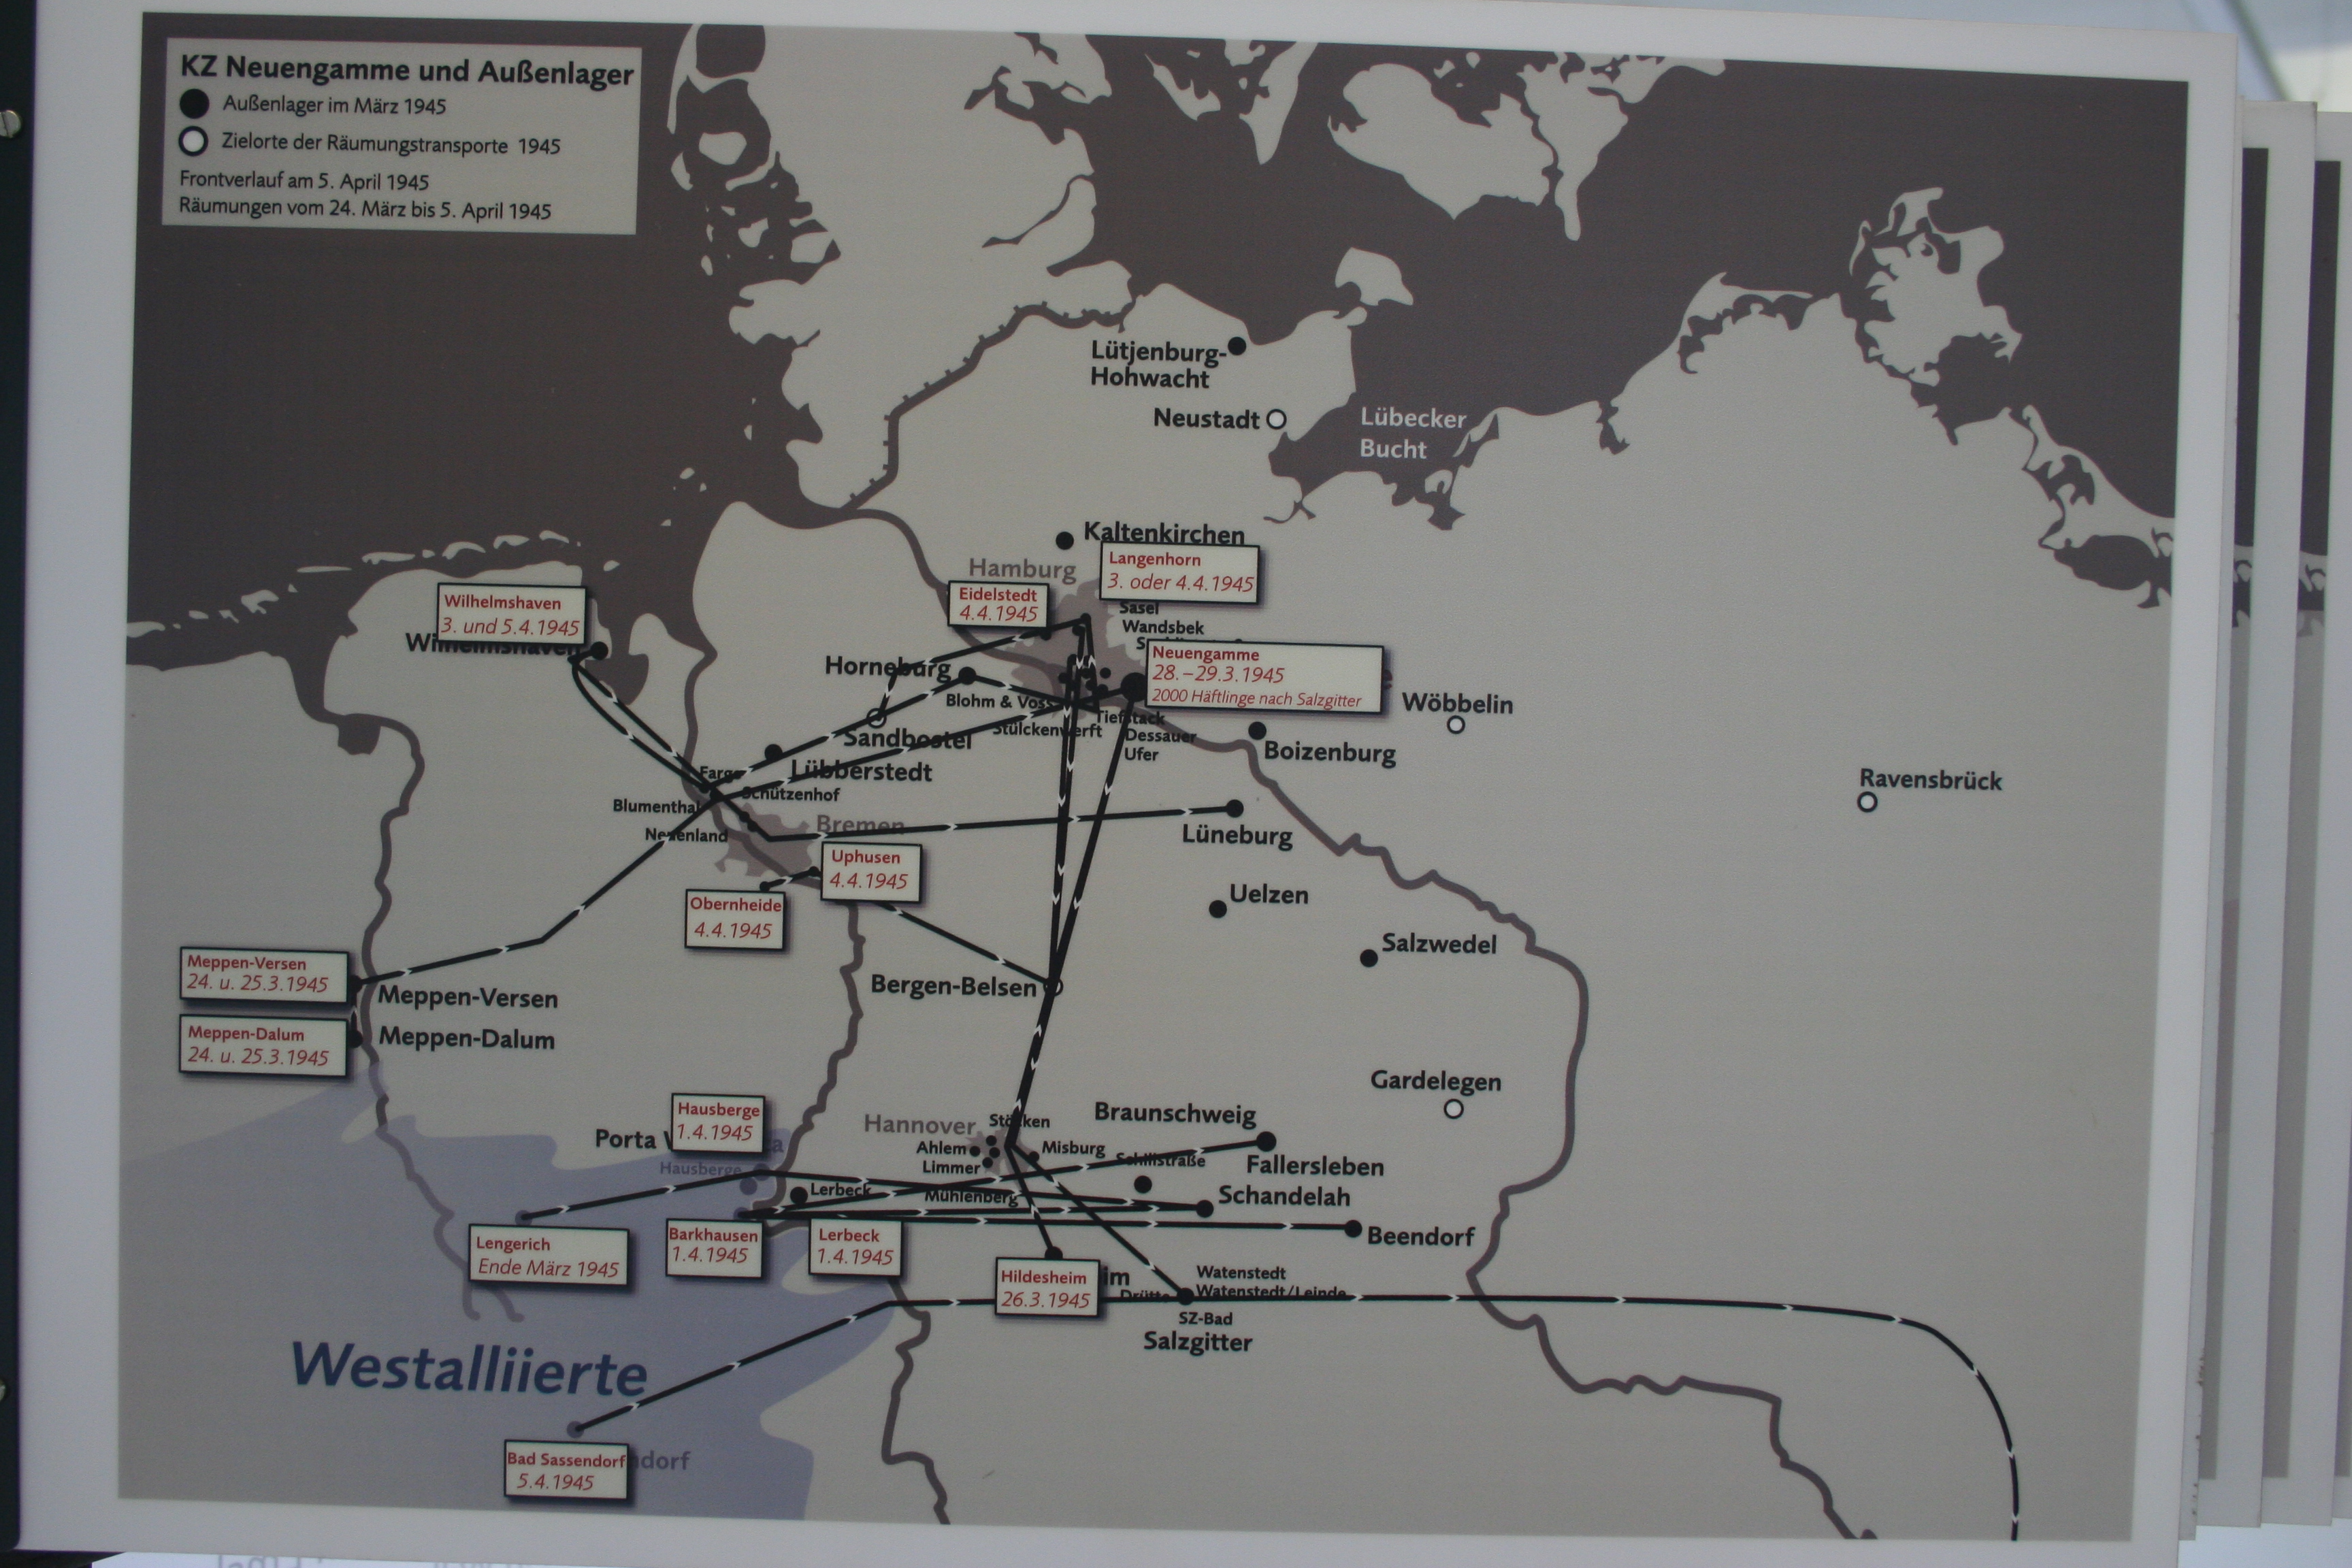 KZ Neuengamme und Außenlager
Außenlager im März 1945
Zielorte der Räumungstransporte 1945
Frontverlauf am 5. April 1945
Räumungen vom 24. März bis 5. April 1945
Lütjenburg-
Hohwacht
Neustadt
Lübecker
Bucht
Kaltenkirchen
Hamburg
Langenhorn
3. oder 4.4.1945
Eidelstedt
4.4.1945
Sasel
Wandsbek
Wilhelmshaven
3. und 5.4.1945
Wilhelmshaven
Neuengamme
28.–29.3.1945
2000 Häftlinge nach Salzgitter
Horneburg
Blohm & Voss
Wöbbelin
Sandbostel
Stülckenwerft
Tiefstack
Dessauer
Ufer
Boizenburg
Farge
Lübberstedt
Ravensbrück
Blumenthal
Schützenhof
Neuenland
Bremen
Lüneburg
Uphusen
4.4.1945
Obernheide
4.4.1945
Uelzen
Salzwedel
Meppen-Versen
24. u. 25.3.1945
Meppen-Versen
Bergen-Belsen
Meppen-Dalum
24. u. 25.3.1945
Meppen-Dalum
Gardelegen
Hausberge
1.4.1945
Porta
Hausberge
Hannover
Stöcken
Braunschweig
Ahlem
Misburg
Limmer
Schillstraße
Fallersleben
Lerbeck
Mühlenberg
Schandelah
Beendorf
Lengerich
Ende März 1945
Barkhausen
1.4.1945
Lerbeck
1.4.1945
Hildesheim
26.3.1945
im
Drütte
Watenstedt
Watenstedt/Leinde
SZ-Bad
Salzgitter
Westalliierte
Bad Sassendorf
5.4.1945
dorf